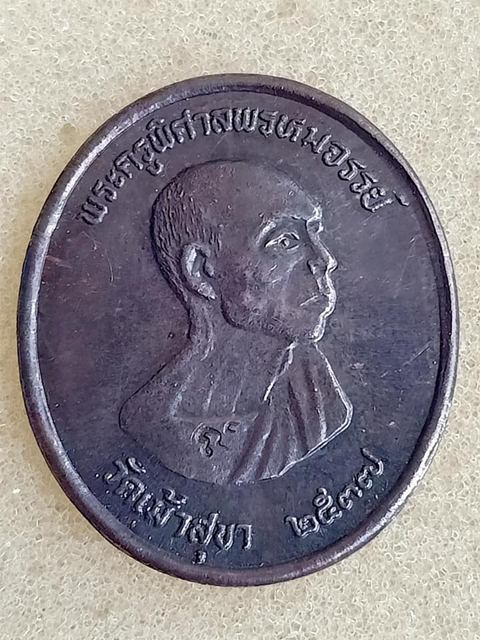 พระครูพิศาลพรหมจรรย์
วัดเม้าสุขา ๒๕๓๗